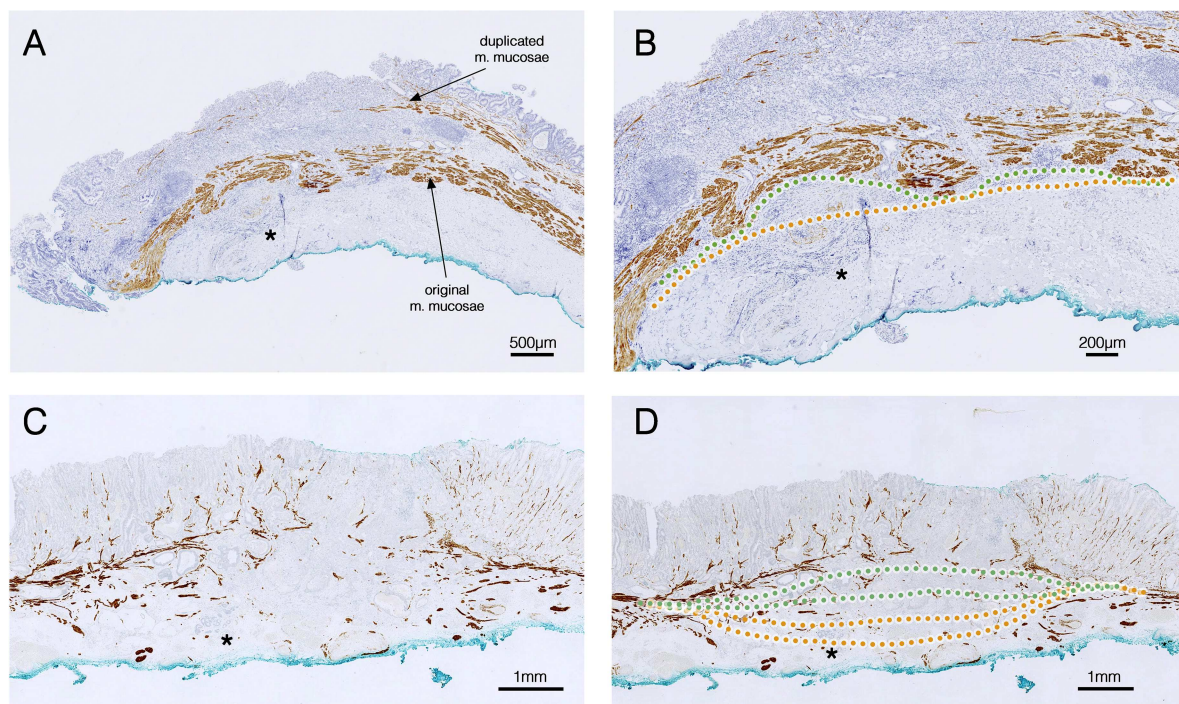 A
duplicated
m. mucosae
*
original
m. mucosae
500µm
B
*
200µm
C
*
1mm
D
*
1mm